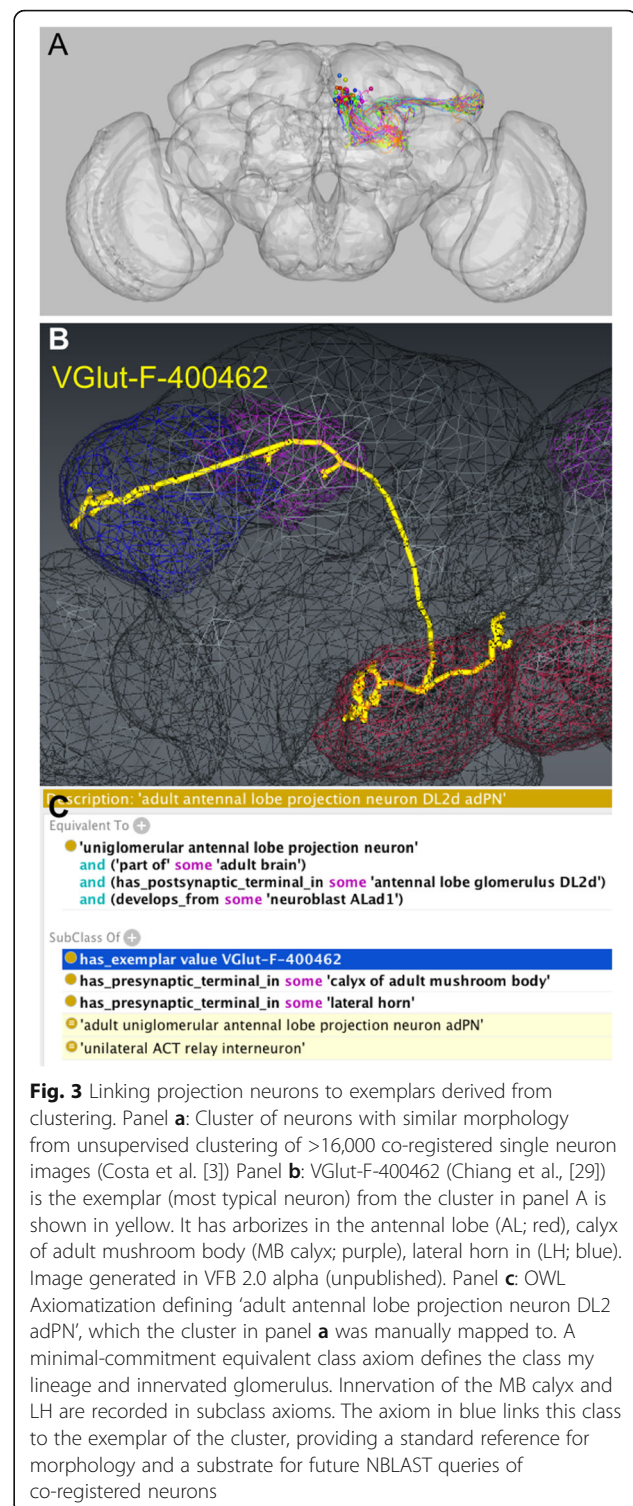 A
B
VGlut-F-400462
Description: 'adult antennal lobe projection neuron DL2d adPN'
C
Equivalent To
'uniglomerular antennal lobe projection neuron'
and ('part of' some 'adult brain')
and (has_postsynaptic_terminal_in some 'antennal lobe glomerulus DL2d')
and (develops_from some 'neuroblast ALad1')
SubClass Of
has_exemplar value VGlut-F-400462
has_presynaptic_terminal_in some 'calyx of adult mushroom body'
has_presynaptic_terminal_in some 'lateral horn'
'adult uniglomerular antennal lobe projection neuron adPN'
'unilateral ACT relay interneuron'
Fig. 3 Linking projection neurons to exemplars derived from
clustering. Panel a: Cluster of neurons with similar morphology
from unsupervised clustering of >16,000 co-registered single neuron
images (Costa et al. [3]) Panel b: VGlut-F-400462 (Chiang et al., [29])
is the exemplar (most typical neuron) from the cluster in panel A is
shown in yellow. It has arborizes in the antennal lobe (AL; red), calyx
of adult mushroom body (MB calyx; purple), lateral horn in (LH; blue).
Image generated in VFB 2.0 alpha (unpublished). Panel c: OWL
Axiomatization defining 'adult antennal lobe projection neuron DL2
adPN', which the cluster in panel a was manually mapped to. A
minimal-commitment equivalent class axiom defines the class my
lineage and innervated glomerulus. Innervation of the MB calyx and
LH are recorded in subclass axioms. The axiom in blue links this class
to the exemplar of the cluster, providing a standard reference for
morphology and a substrate for future NBLAST queries of
co-registered neurons